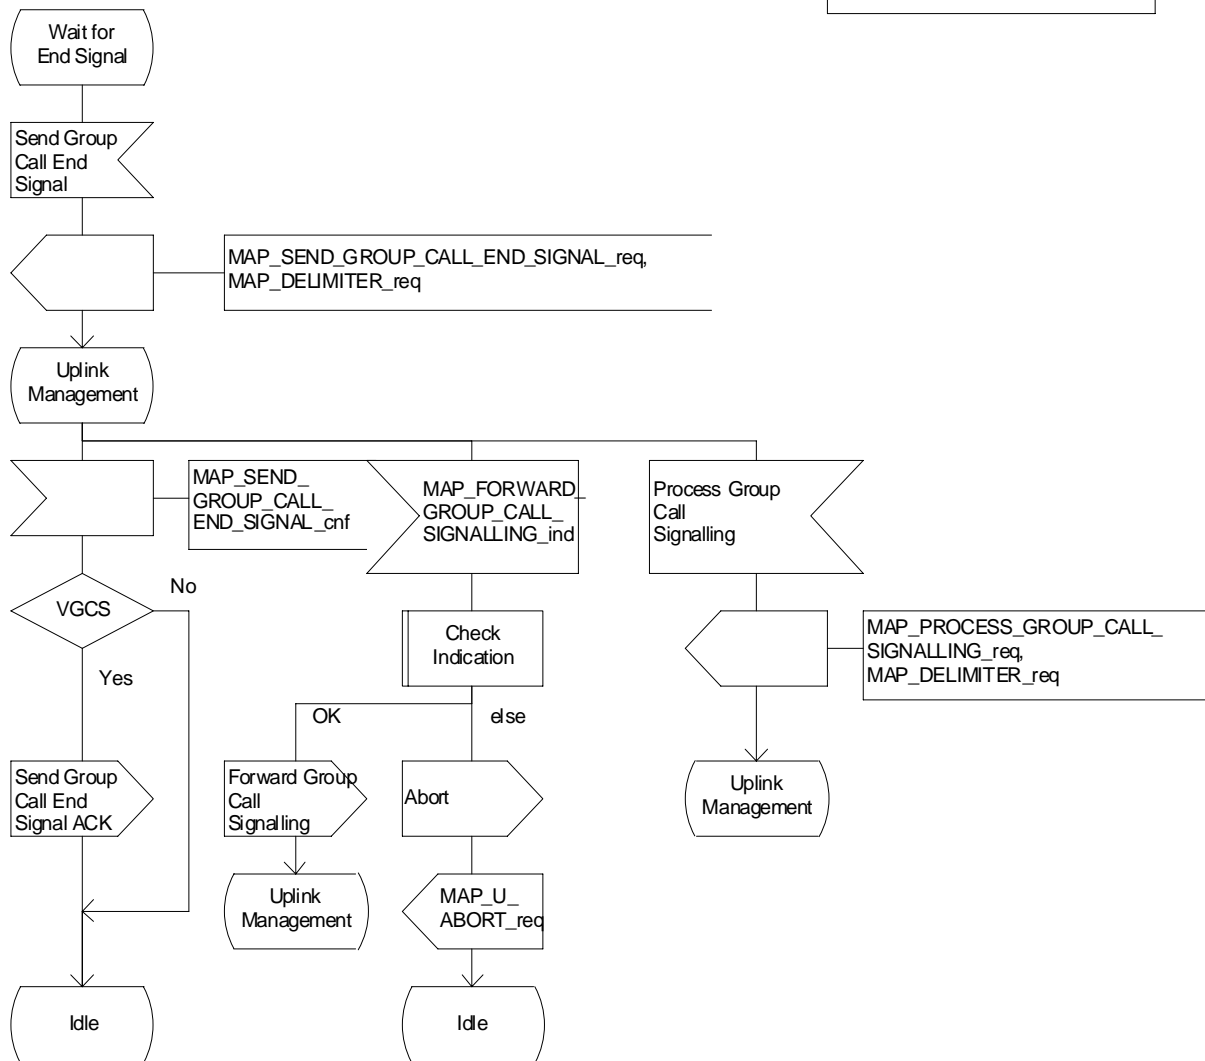 Wait for
End Signal
Send Group
Call End
Signal
MAP_SEND_GROUP_CALL_END_SIGNAL_req,
MAP_DELIMITER_req
Uplink
Management
MAP_SEND_
GROUP_CALL_
END_SIGNAL_cnf
MAP_FORWARD_
GROUP_CALL_
SIGNALLING_ind
Process Group
Call
Signalling
VGCS
No
Yes
Check
Indication
MAP_PROCESS_GROUP_CALL_
SIGNALLING_req,
MAP_DELIMITER_req
OK
else
Send Group
Call End
Signal ACK
Forward Group
Call
Signalling
Abort
Uplink
Management
Uplink
Management
MAP_U_
ABORT_req
Idle
Idle